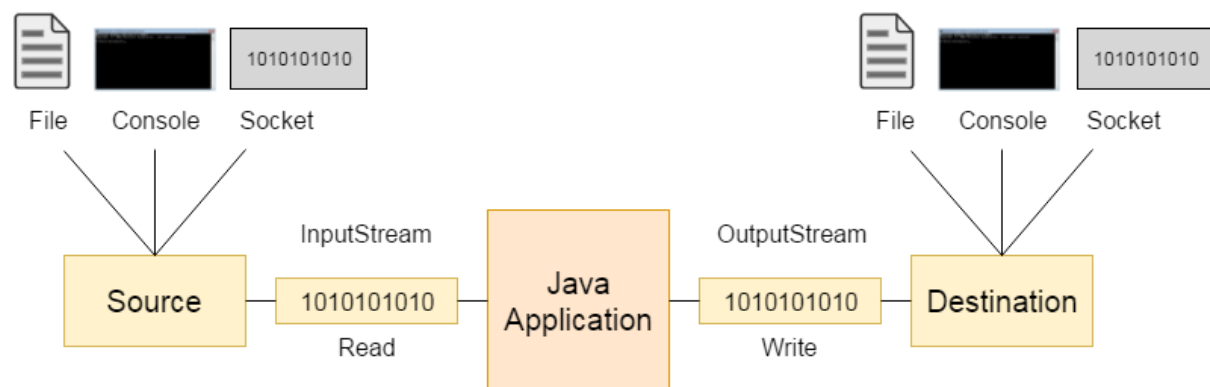 1010101010
1010101010
File Console Socket
File Console Socket
InputStream
OutputStream
Source
1010101010
Java
Application
1010101010
Destination
Read
Write